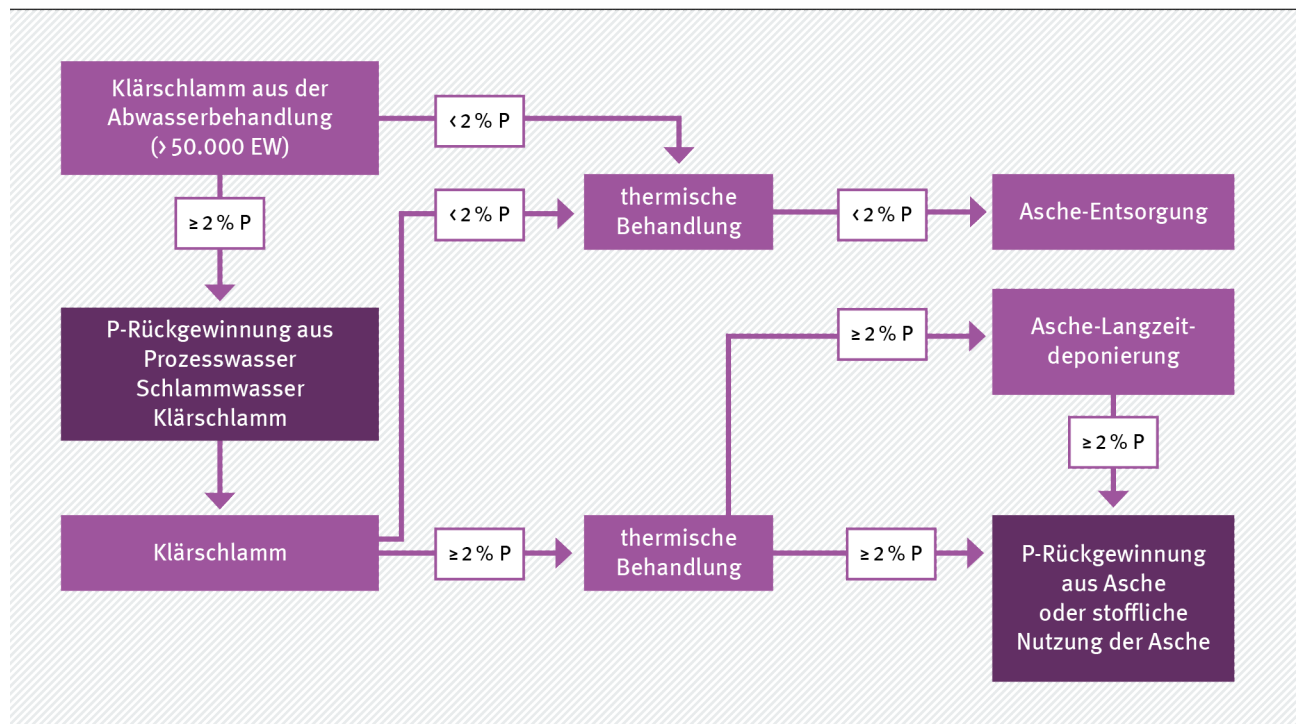 Klärschlamm aus der
Abwasserbehandlung
(› 50.000 EW)
‹ 2 % P
≥ 2 % P
‹ 2 % P
thermische
Behandlung
‹ 2 % P
Asche-Entsorgung
P-Rückgewinnung aus
Prozesswasser
Schlammwasser
Klärschlamm
≥ 2 % P
Asche-Langzeit-
deponierung
≥ 2 % P
Klärschlamm
≥ 2 % P
thermische
Behandlung
≥ 2 % P
P-Rückgewinnung
aus Asche
oder stoffliche
Nutzung der Asche